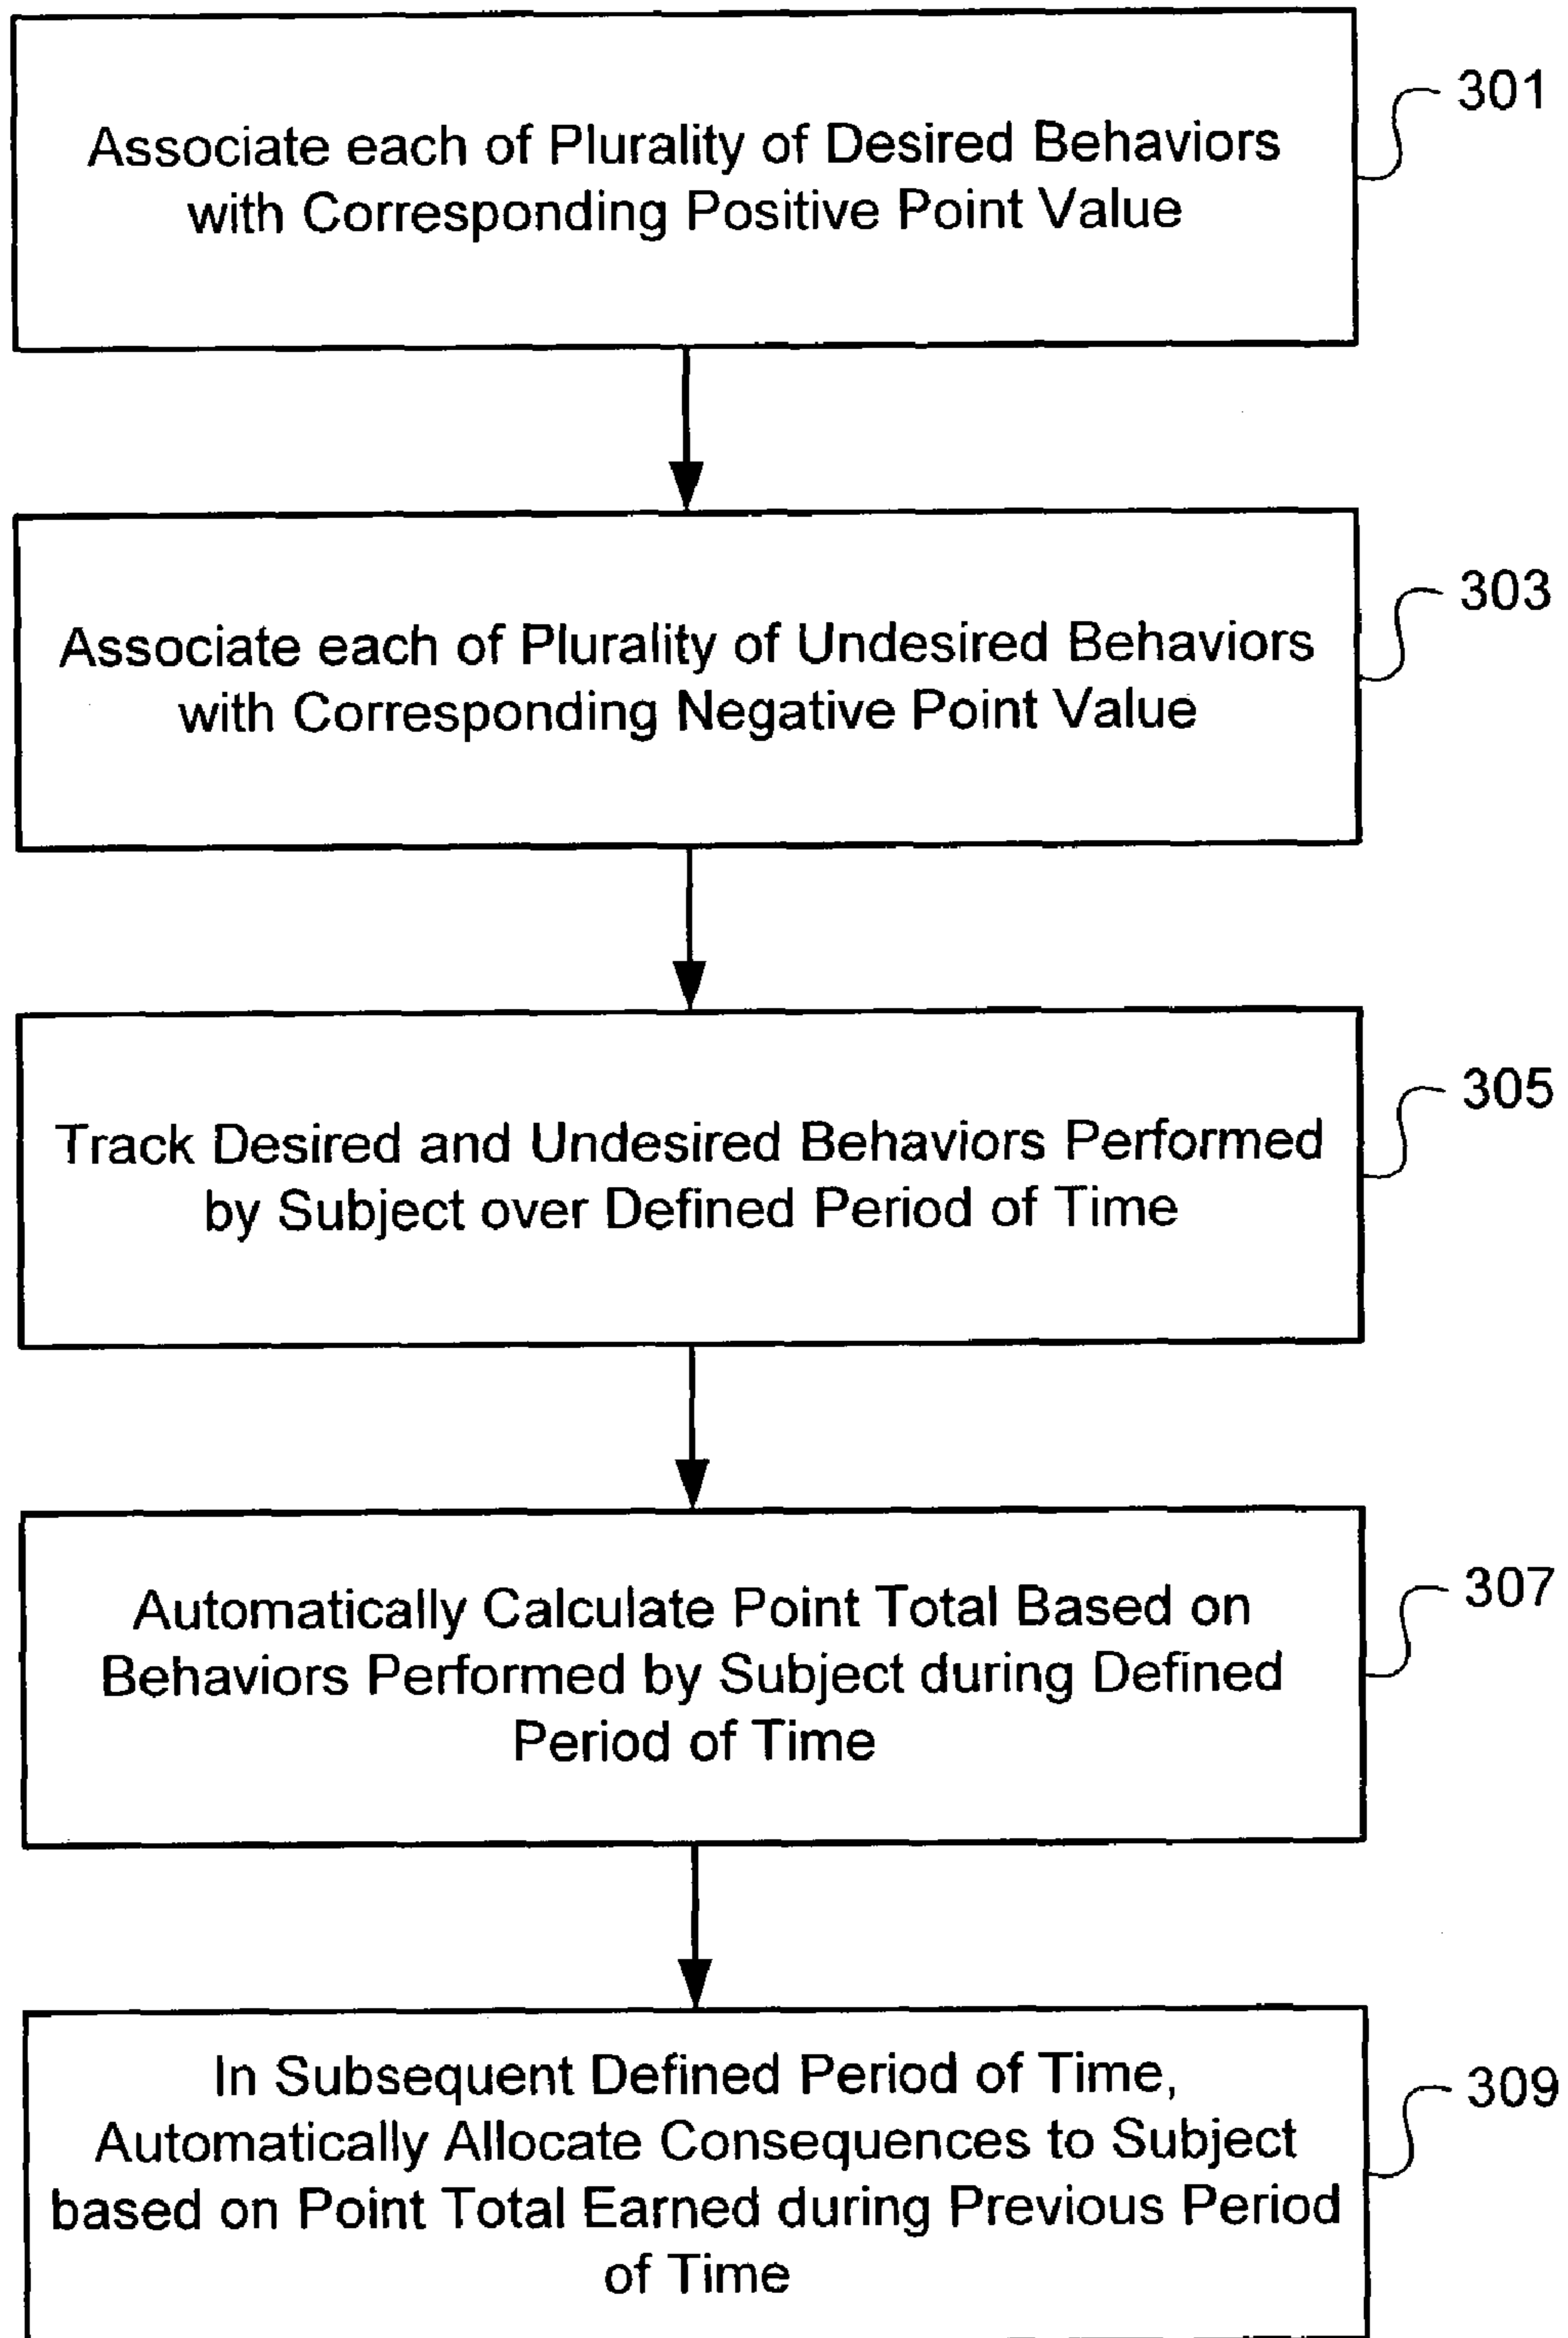 Associate each of Plurality of Desired Behaviors
with Corresponding Positive Point Value
301
Associate each of Plurality of Undesired Behaviors
with Corresponding Negative Point Value
303
Track Desired and Undesired Behaviors Performed
by Subject over Defined Period of Time
305
Automatically Calculate Point Total Based on
Behaviors Performed by Subject during Defined
Period of Time
307
In Subsequent Defined Period of Time,
Automatically Allocate Consequences to Subject
based on Point Total Earned during Previous Period
of Time
309